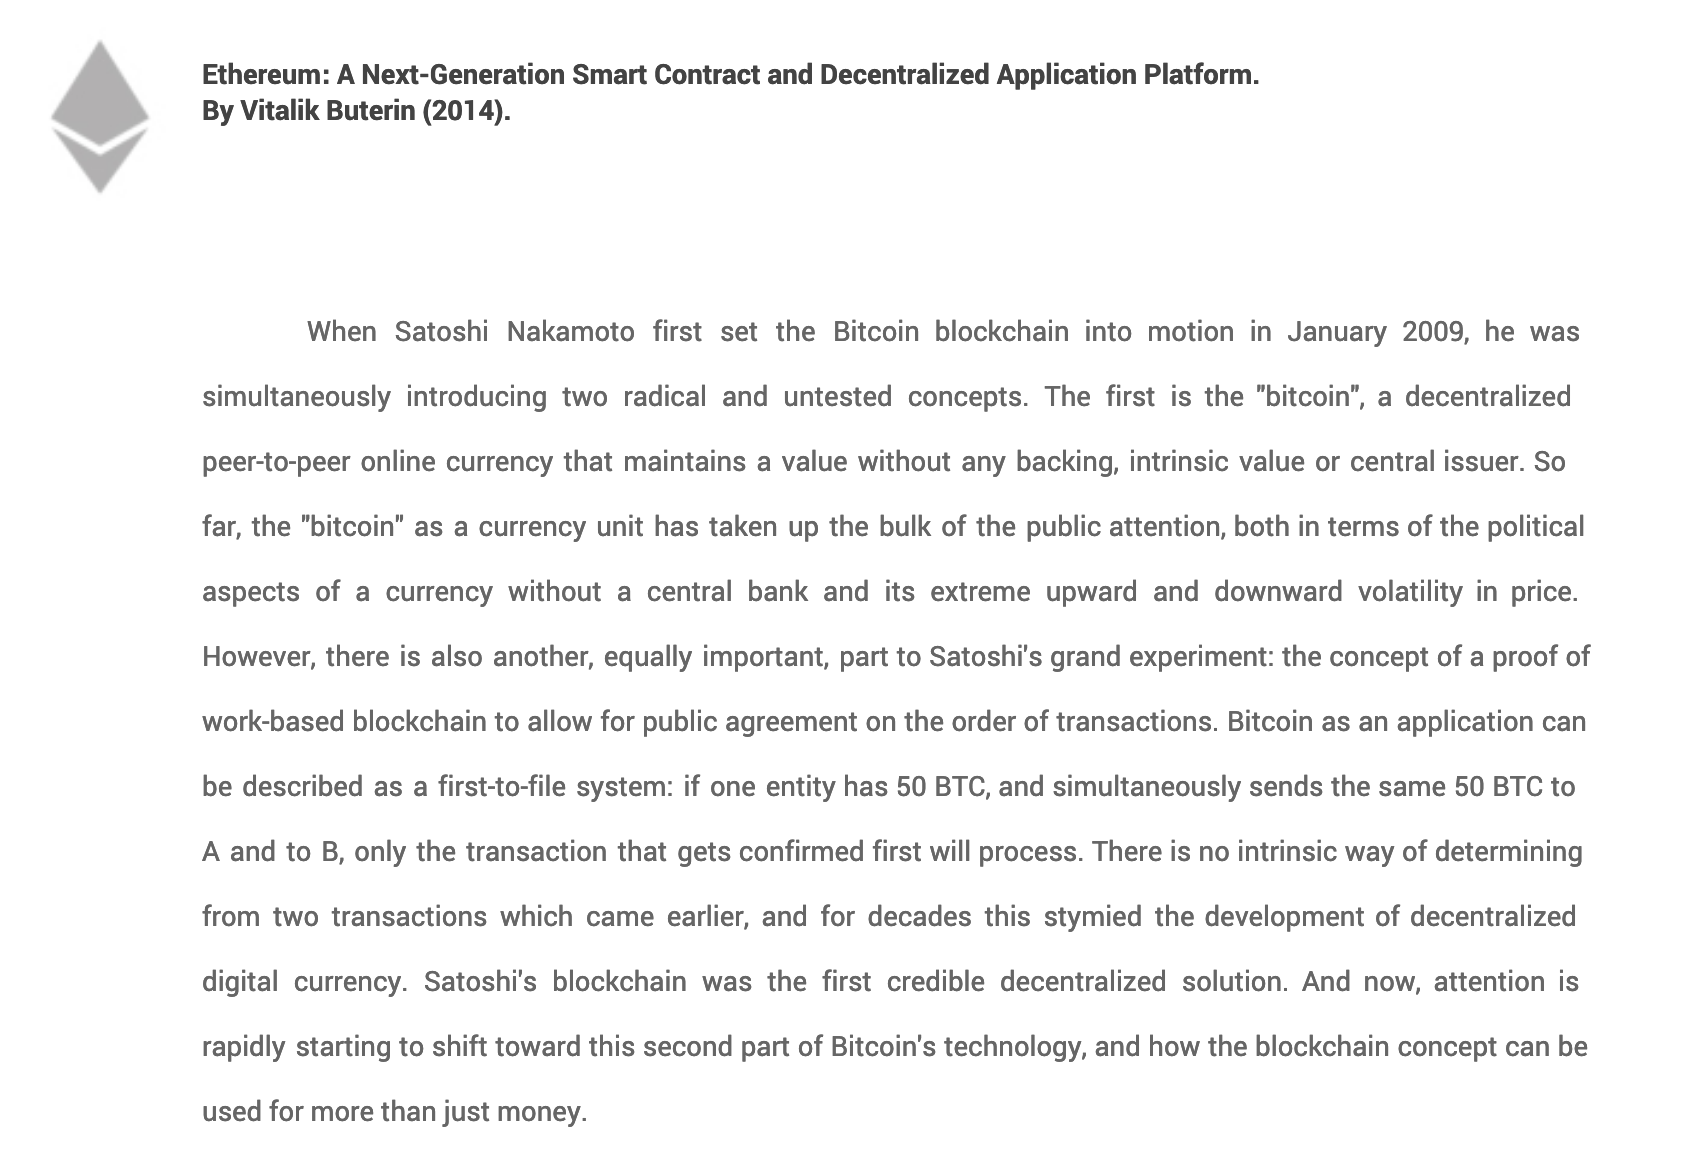 Ethereum: A Next-Generation Smart Contract and Decentralized Application Platform.
By Vitalik Buterin (2014).
When Satoshi Nakamoto first set the Bitcoin blockchain into motion in January 2009, he was
simultaneously introducing two radical and untested concepts. The first is the "bitcoin", a decentralized
peer-to-peer online currency that maintains a value without any backing, intrinsic value or central issuer. So
far, the "bitcoin" as a currency unit has taken up the bulk of the public attention, both in terms of the political
aspects of a currency without a central bank and its extreme upward and downward volatility in price.
However, there is also another, equally important, part to Satoshi's grand experiment: the concept of a proof of
work-based blockchain to allow for public agreement on the order of transactions. Bitcoin as an application can
be described as a first-to-file system: if one entity has 50 BTC, and simultaneously sends the same 50 BTC to
A and to B, only the transaction that gets confirmed first will process. There is no intrinsic way of determining
from two transactions which came earlier, and for decades this stymied the development of decentralized
digital currency. Satoshi's blockchain was the first credible decentralized solution. And now, attention is
rapidly starting to shift toward this second part of Bitcoin's technology, and how the blockchain concept can be
used for more than just money.